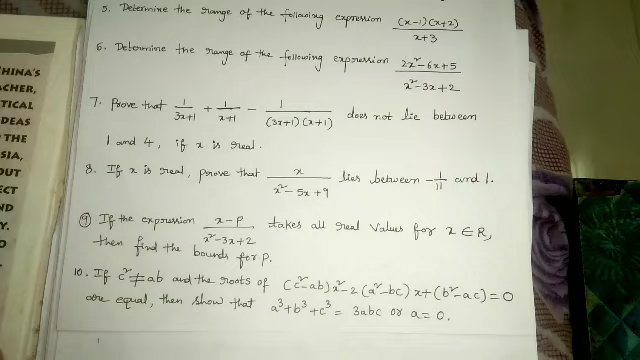 5. Determine the range of the following expression (x-1)(x+2) / x+3
6. Determine the range of the following expression 2x²-6x+5 / x²-3x+2
7. Prove that 1/3x+1 + 1/x+1 - 1/(3x+1)(x+1) does not lie between
1 and 4, if x is real.
8. If x is real, prove that x / x²-5x+9 lies between -1/11 and 1.
9 If the expression x-p / x²-3x+2, takes all real values for x ∈ R,
then find the bounds for p.
10. If c² ≠ ab and the roots of (c²-ab)x²-2(a²-bc)x+(b²-ac)=0
are equal, then show that a³+b³+c³=3abc or a=0.
HINA'S
ACHER,
TICAL
DEAS
THE
SIA,
OUT
ECT
ND
Y.